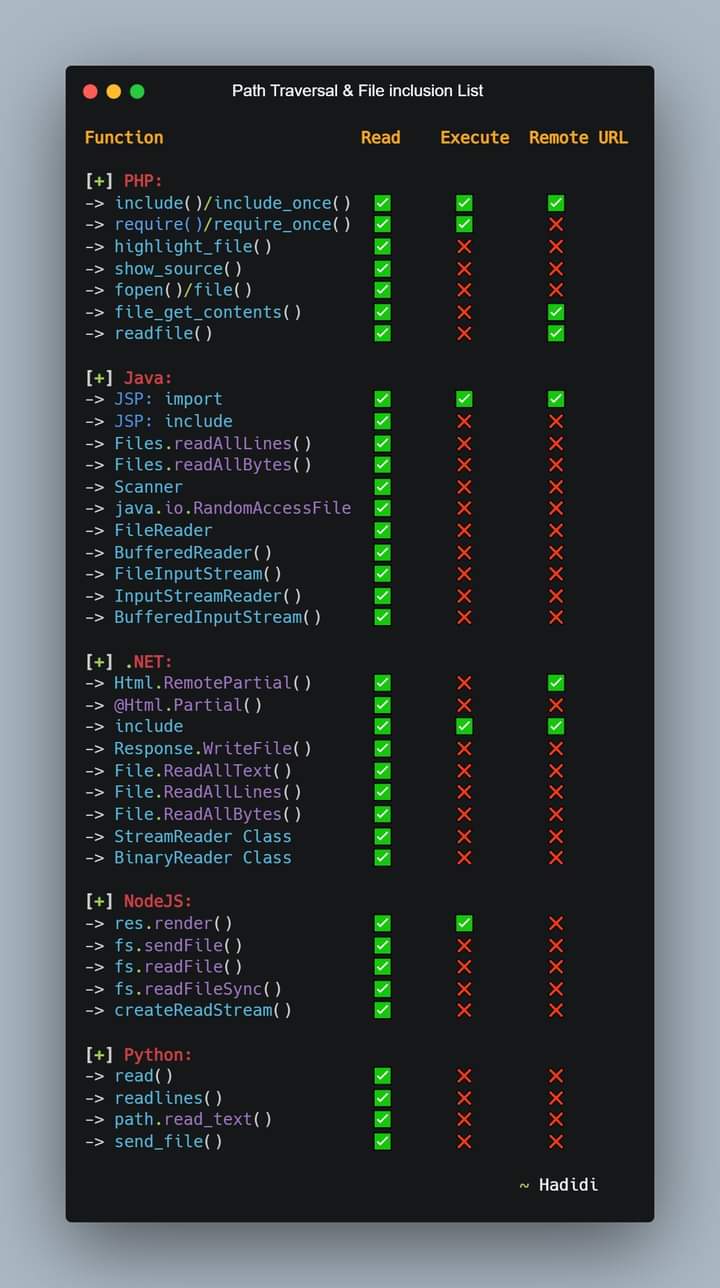 Path Traversal & File inclusion List
Function Read Execute Remote URL
[+] PHP:
-> include()/include_once() ✅ ✅ ✅
-> require()/require_once() ✅ ✅ ❌
-> highlight_file() ✅ ❌ ❌
-> show_source() ✅ ❌ ❌
-> fopen()/file() ✅ ❌ ❌
-> file_get_contents() ✅ ❌ ✅
-> readfile() ✅ ❌ ✅
[+] Java:
-> JSP: import ✅ ✅ ✅
-> JSP: include ✅ ❌ ❌
-> Files.readAllLines() ✅ ❌ ❌
-> Files.readAllBytes() ✅ ❌ ❌
-> Scanner ✅ ❌ ❌
-> java.io.RandomAccessFile ✅ ❌ ❌
-> FileReader ✅ ❌ ❌
-> BufferedReader() ✅ ❌ ❌
-> FileInputStream() ✅ ❌ ❌
-> InputStreamReader() ✅ ❌ ❌
-> BufferedInputStream() ✅ ❌ ❌
[+] .NET:
-> Html.RemotePartial() ✅ ❌ ✅
-> @Html.Partial() ✅ ❌ ❌
-> include ✅ ✅ ✅
-> Response.WriteFile() ✅ ❌ ❌
-> File.ReadAllText() ✅ ❌ ❌
-> File.ReadAllLines() ✅ ❌ ❌
-> File.ReadAllBytes() ✅ ❌ ❌
-> StreamReader Class ✅ ❌ ❌
-> BinaryReader Class ✅ ❌ ❌
[+] NodeJS:
-> res.render() ✅ ✅ ❌
-> fs.sendFile() ✅ ❌ ❌
-> fs.readFile() ✅ ❌ ❌
-> fs.readFileSync() ✅ ❌ ❌
-> createReadStream() ✅ ❌ ❌
[+] Python:
-> read() ✅ ❌ ❌
-> readlines() ✅ ❌ ❌
-> path.read_text() ✅ ❌ ❌
-> send_file() ✅ ❌ ❌
~ Hadidi